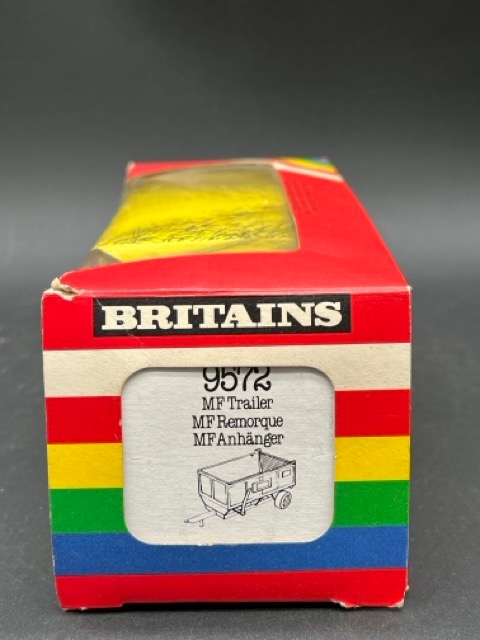 BRITAINS
9572
MF Trailer
MF Remorque
MF Anhänger